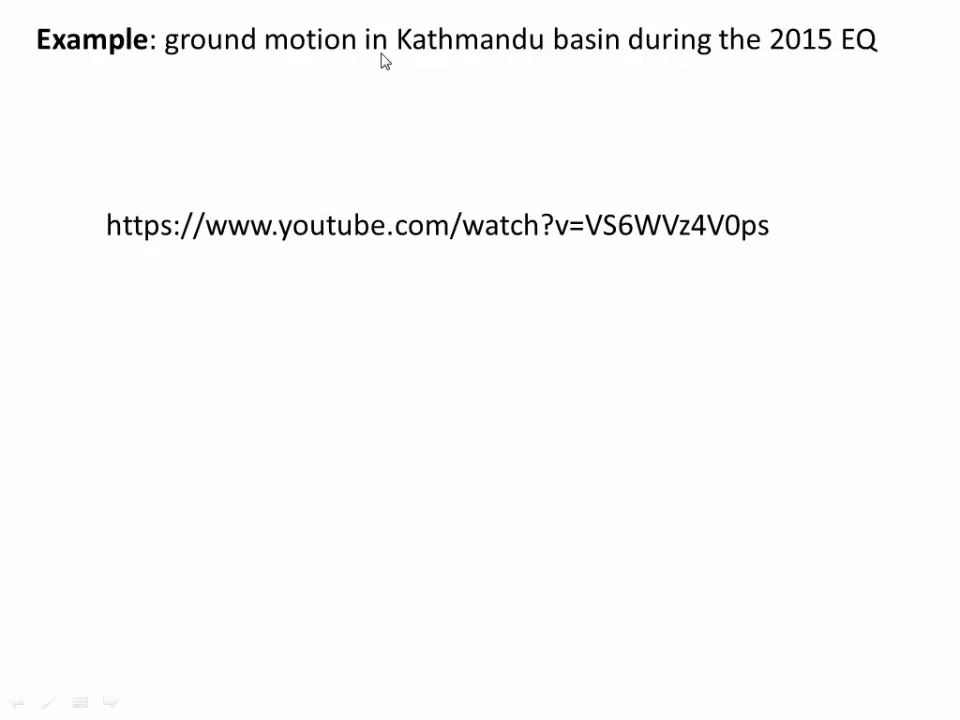 Example: ground motion in Kathmandu basin during the 2015 EQ
https://www.youtube.com/watch?v=VS6WVz4V0ps